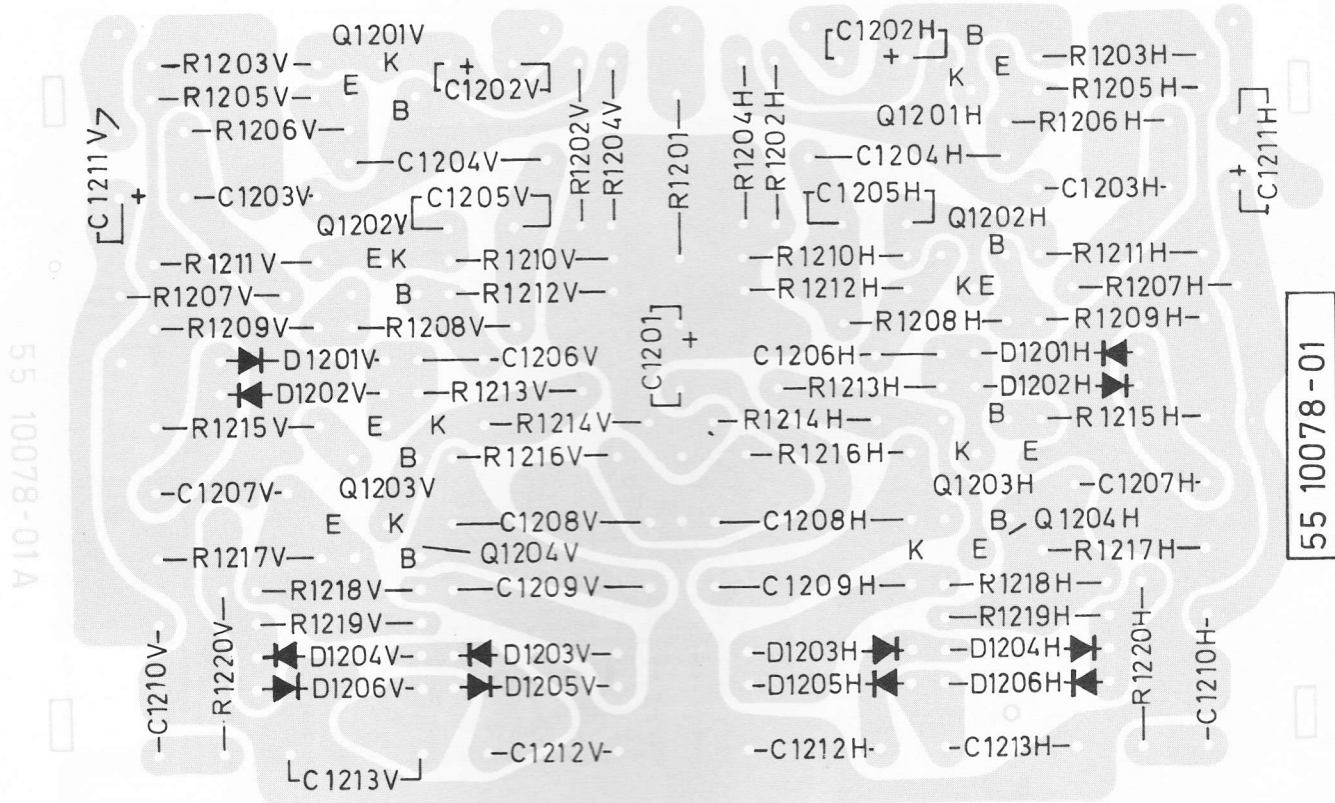 Q1201V
C1202H B
-R1203V- K + K E -R1203H-
E C1202V + R1202V R1204V R1201 R1204H R1202H
-R1205V- -R1205H-
B Q1201H
-R1206V- -R1206H-
C1211V + C1211H +
-C1204V- -C1204H-
-C1203V- C1205V C1205H -C1203H-
Q1202V Q1202H
B
-R1211V- E K -R1210V- -R1210H- -R1211H-
-R1207V- B -R1212V- -R1212H- K E -R1207H-
-R1209V- -R1208V- C1201 + -R1208H- -R1209H-
D1201V- -C1206V C1206H- -D1201H
D1202V- -R1213V- -R1213H- -D1202H
-R1215V- E K -R1214V- -R1214H- B -R1215H-
B -R1216V- -R1216H- K E
-C1207V- Q1203V Q1203H -C1207H-
E K -C1208V- -C1208H- B Q1204H
-R1217V- B Q1204V K E -R1217H-
-R1218V- -C1209V- -C1209H- -R1218H-
-R1219V- -R1219H-
-C1210V- -R1220V- -R1220H- -C1210H-
-D1204V- -D1203V- -D1203H -D1204H
-D1206V- -D1205V- -D1205H -D1206H
-C1212V- -C1212H- -C1213H-
C1213V
55 10078-01
55 10078-01A